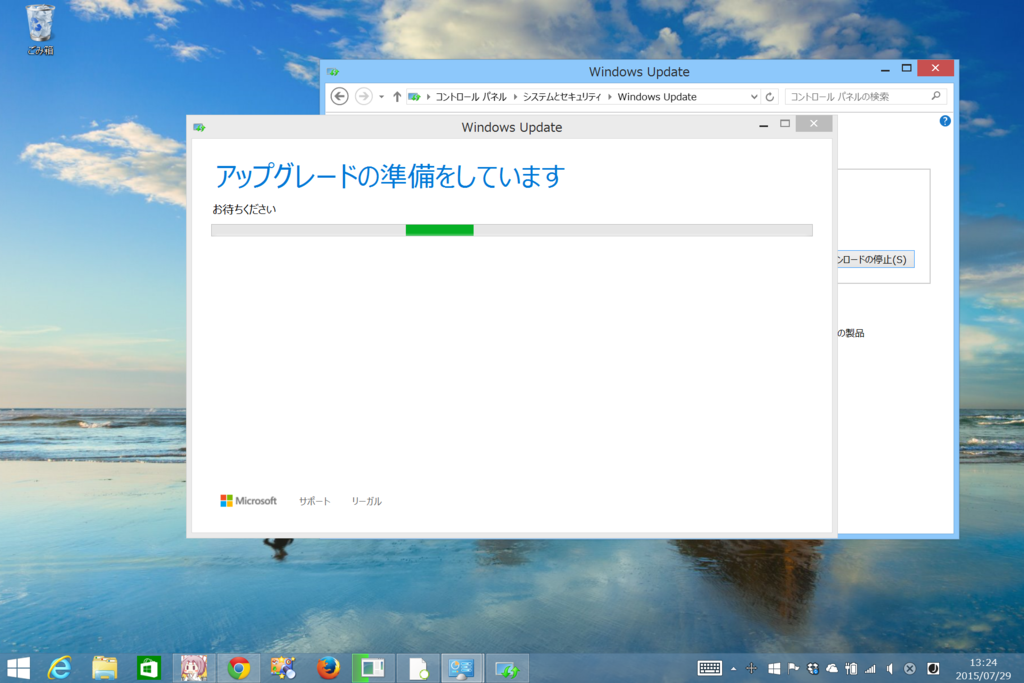 ごみ箱
Windows Update
コントロール パネル
システムとセキュリティ
Windows Update
コントロール パネルの検索
Windows Update
アップグレードの準備をしています
お待ちください
ンロードの停止(S)
の製品
Microsoft
サポート
リーガル
13:24
2015/07/29